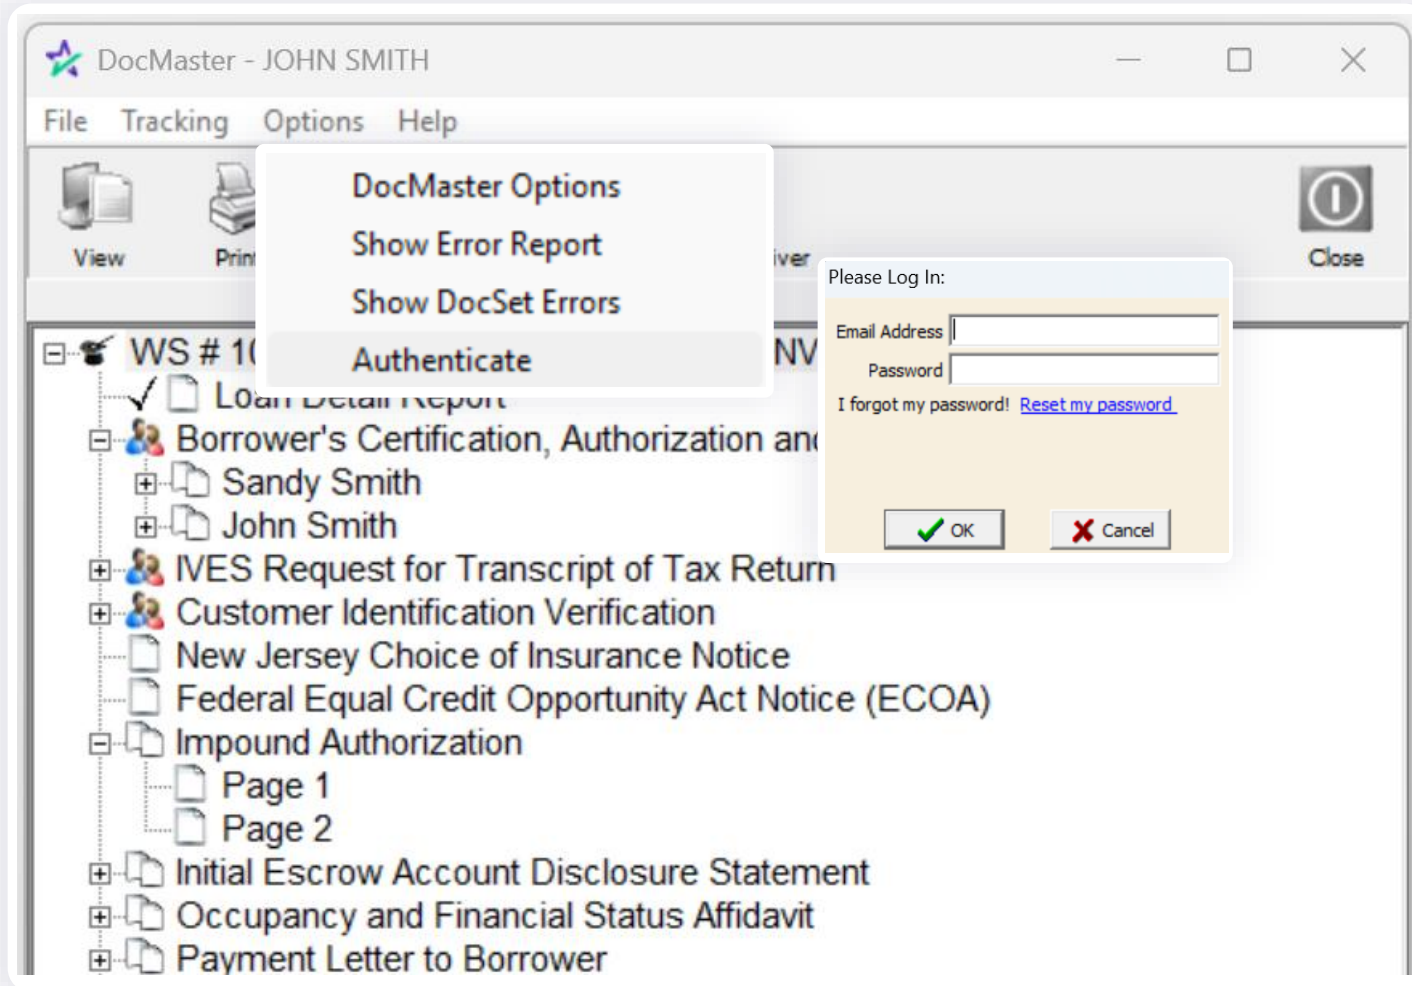 DocMaster - JOHN SMITH
File Tracking Options Help
DocMaster Options
Show Error Report
Show DocSet Errors
Authenticate
View
Close
Please Log In:
Email Address
Password
I forgot my password! Reset my password
OK Cancel
WS #
Loan Detail Report
Borrower's Certification, Authorization
Sandy Smith
John Smith
IVES Request for Transcript of Tax Return
Customer Identification Verification
New Jersey Choice of Insurance Notice
Federal Equal Credit Opportunity Act Notice (ECOA)
Impound Authorization
Page 1
Page 2
Initial Escrow Account Disclosure Statement
Occupancy and Financial Status Affidavit
Payment Letter to Borrower